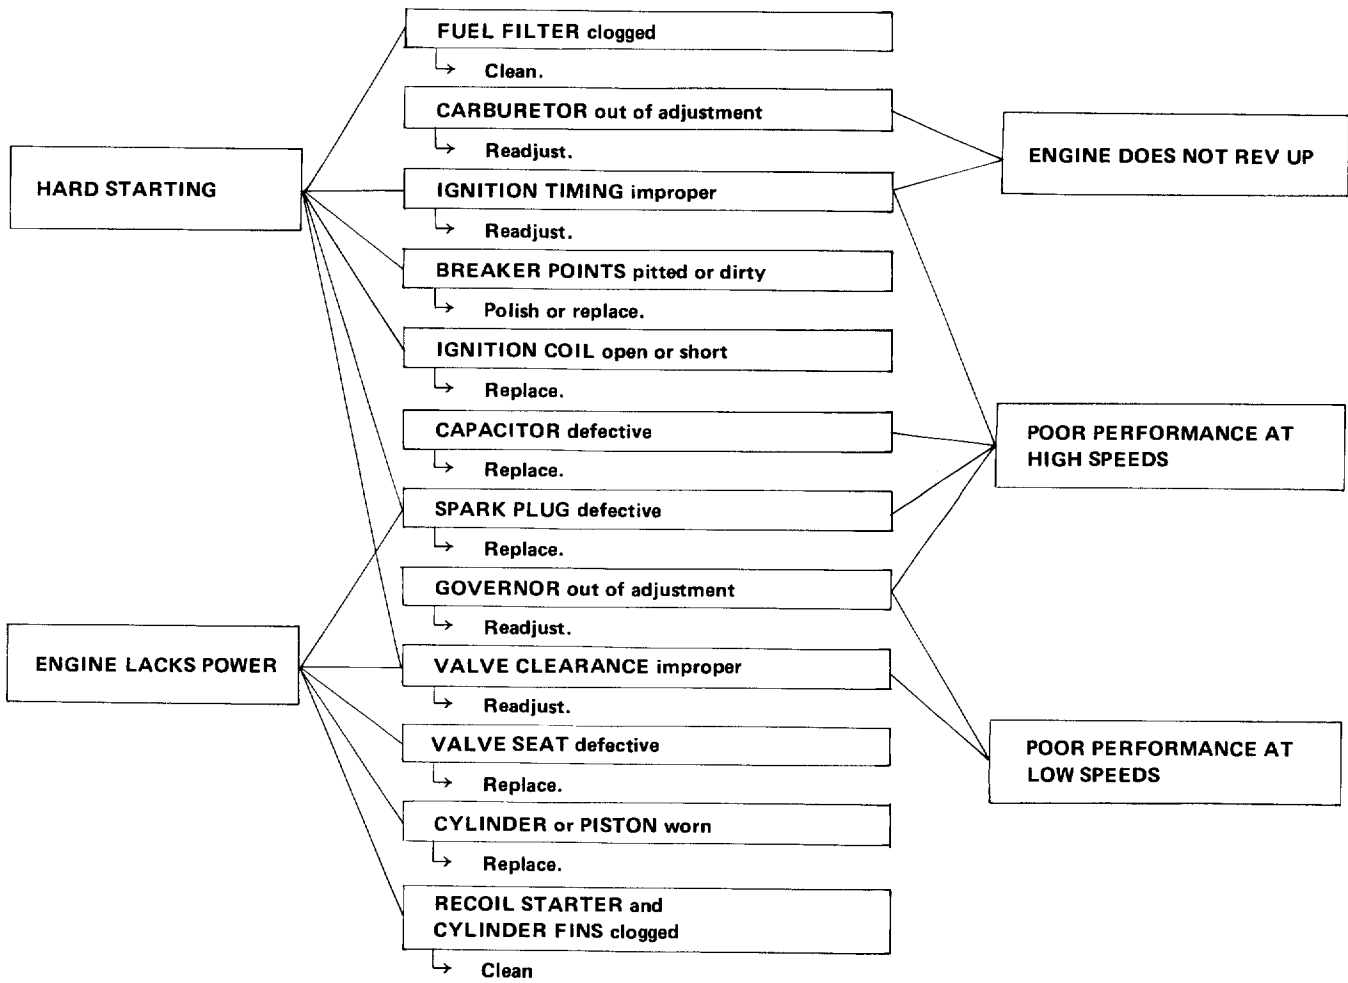 FUEL FILTER clogged
Clean.
CARBURETOR out of adjustment
Readjust.
IGNITION TIMING improper
Readjust.
BREAKER POINTS pitted or dirty
Polish or replace.
IGNITION COIL open or short
Replace.
CAPACITOR defective
Replace.
SPARK PLUG defective
Replace.
GOVERNOR out of adjustment
Readjust.
VALVE CLEARANCE improper
Readjust.
VALVE SEAT defective
Replace.
CYLINDER or PISTON worn
Replace.
RECOIL STARTER and
CYLINDER FINS clogged
Clean
HARD STARTING
ENGINE LACKS POWER
ENGINE DOES NOT REV UP
POOR PERFORMANCE AT
HIGH SPEEDS
POOR PERFORMANCE AT
LOW SPEEDS